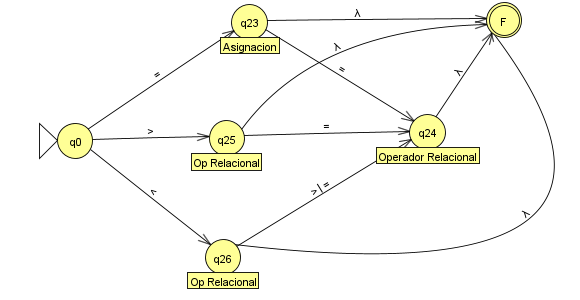 λ
F
q23
Asignacion
λ
=
=
λ
>
q0
q25
Op Relacional
=
q24
Operador Relacional
<
>|=
λ
q26
Op Relacional